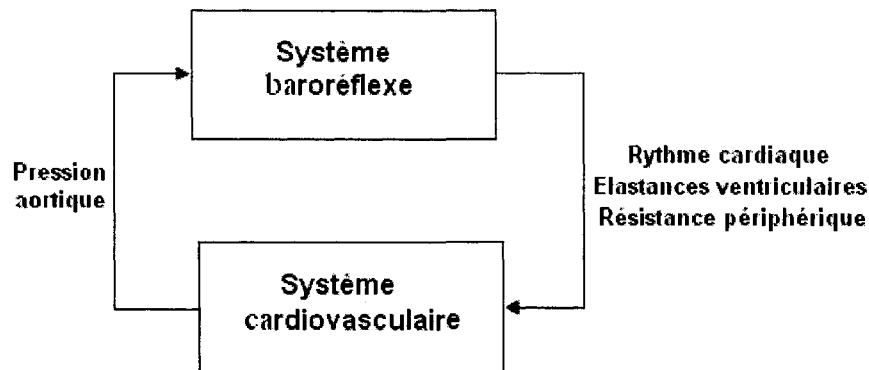 Système
baroréflexe
Pression
aortique
Rythme cardiaque
Elastances ventriculaires
Résistance périphérique
Système
cardiovasculaire